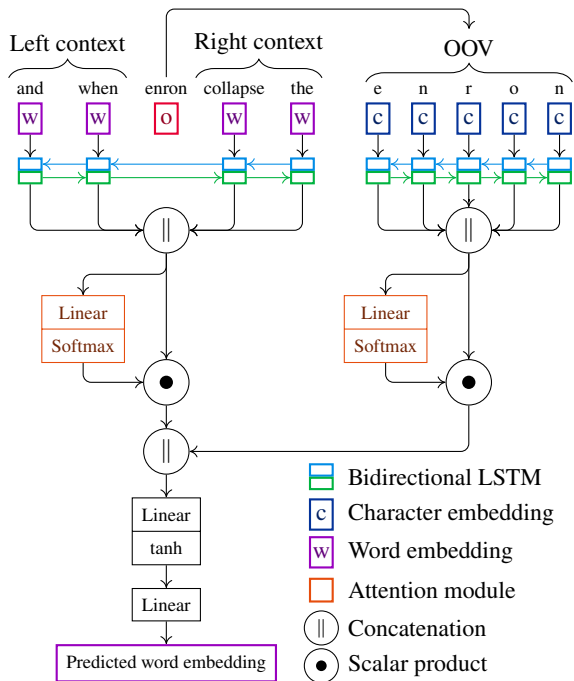 Left context
Right context
OOV
and when enron collapse the
e n r o n
w w o w w
c c c c c
|| ||
Linear
Softmax
Linear
Softmax
||
Linear
tanh
Linear
Predicted word embedding
Bidirectional LSTM
c Character embedding
w Word embedding
Attention module
|| Concatenation
Scalar product